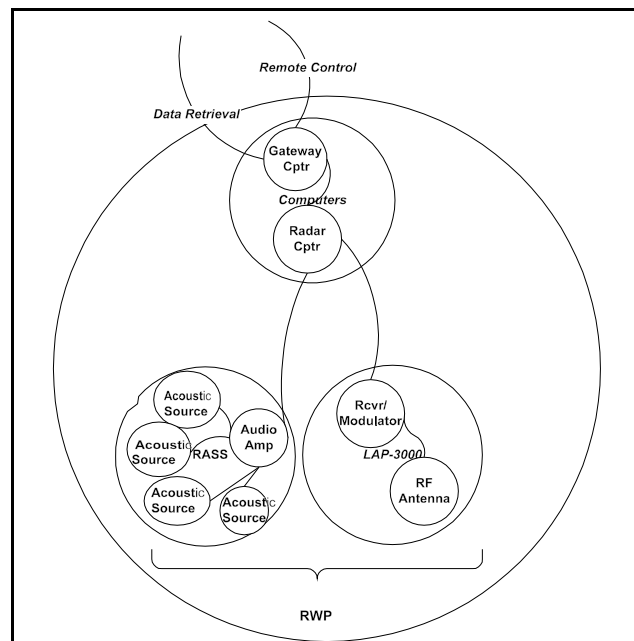 Remote Control
Data Retrieval
Gateway
Cptr
Computers
Radar
Cptr
Acoustic
Source
Acoustic
Source
RASS
Audio
Amp
Acoustic
Source
Acoustic
Source
Rcvr/
Modulator
LAP-3000
RF
Antenna
RWP